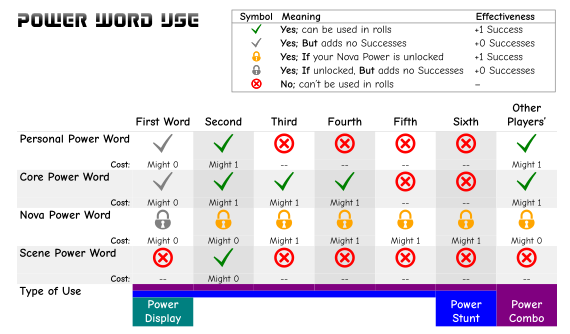 POWER WORD USE
Symbol Meaning Effectiveness
Yes; can be used in rolls +1 Success
Yes; But adds no Successes +0 Successes
Yes; If your Nova Power is unlocked +1 Success
Yes; If unlocked, But adds no Successes +0 Successes
No; can't be used in rolls –
First Word Second Third Fourth Fifth Sixth Other Players'
Personal Power Word
Cost: Might 0 Might 1 -- -- -- -- Might 1
Core Power Word
Cost: Might 0 Might 1 Might 1 Might 1 -- -- Might 1
Nova Power Word
Cost: Might 0 Might 0 Might 1 Might 1 Might 1 Might 1 Might 0
Scene Power Word
Cost: -- Might 0 -- -- -- -- --
Type of Use
Power Display Power Stunt Power Combo